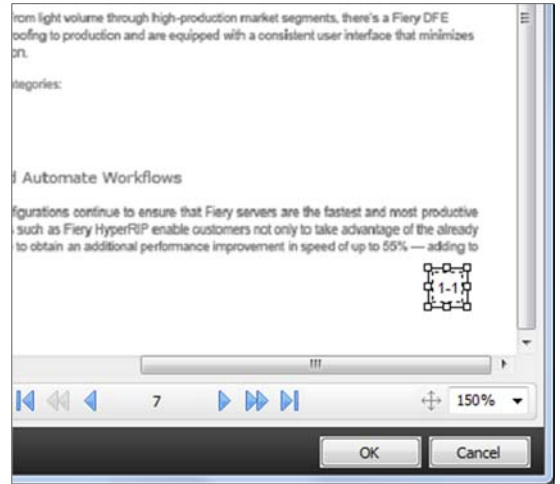 rom light volume through high-production market segments, there's a Fiery DFE
oofing to production and are equipped with a consistent user interface that minimizes
on.
ategories:
d Automate Workflows
figurations continue to ensure that Fiery servers are the fastest and most productive
s such as Fiery HyperRIP enable customers not only to take advantage of the already
to obtain an additional performance improvement in speed of up to 55% — adding to
1-1
7
150%
OK
Cancel